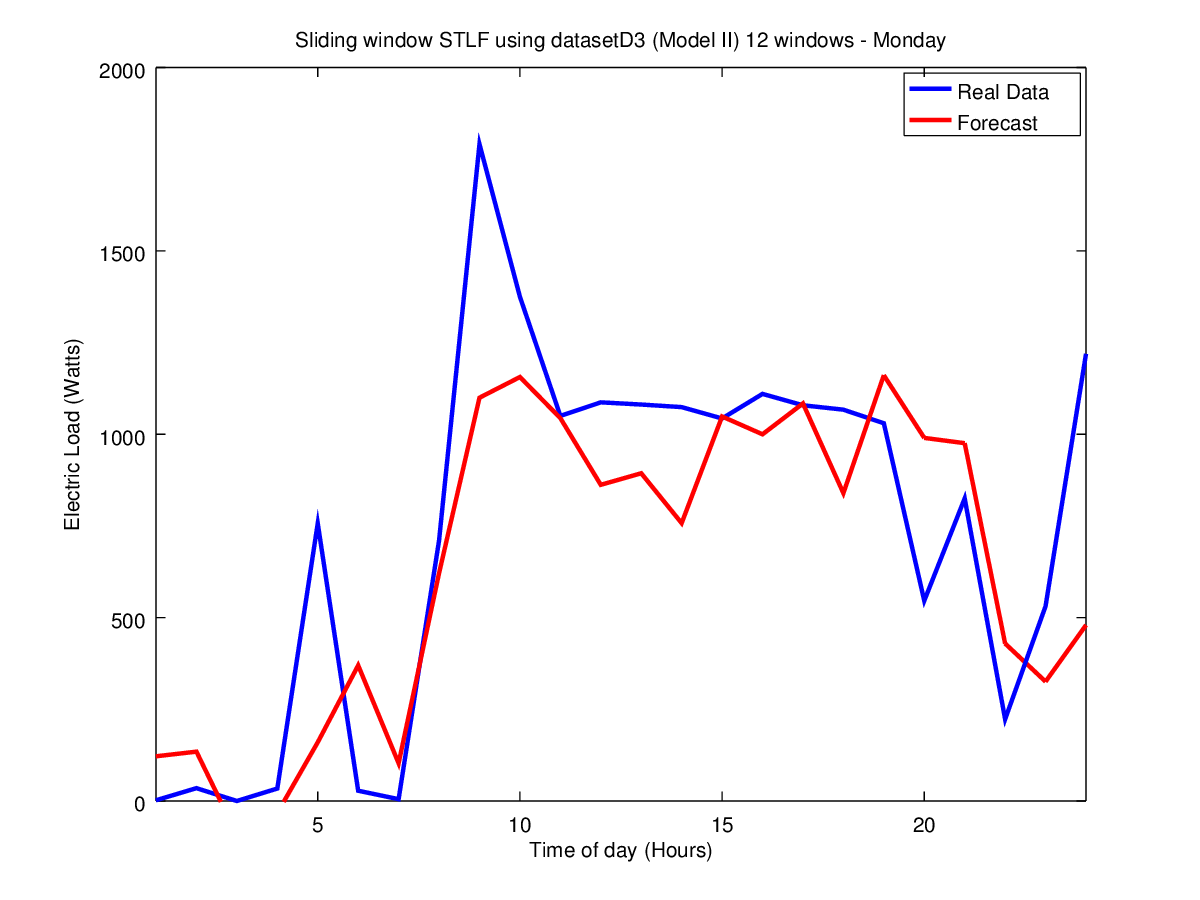 Sliding window STLF using datasetD3 (Model II) 12 windows - Monday
Real Data
Forecast
2000
1500
1000
500
0
Electric Load (Watts)
5 10 15 20
Time of day (Hours)